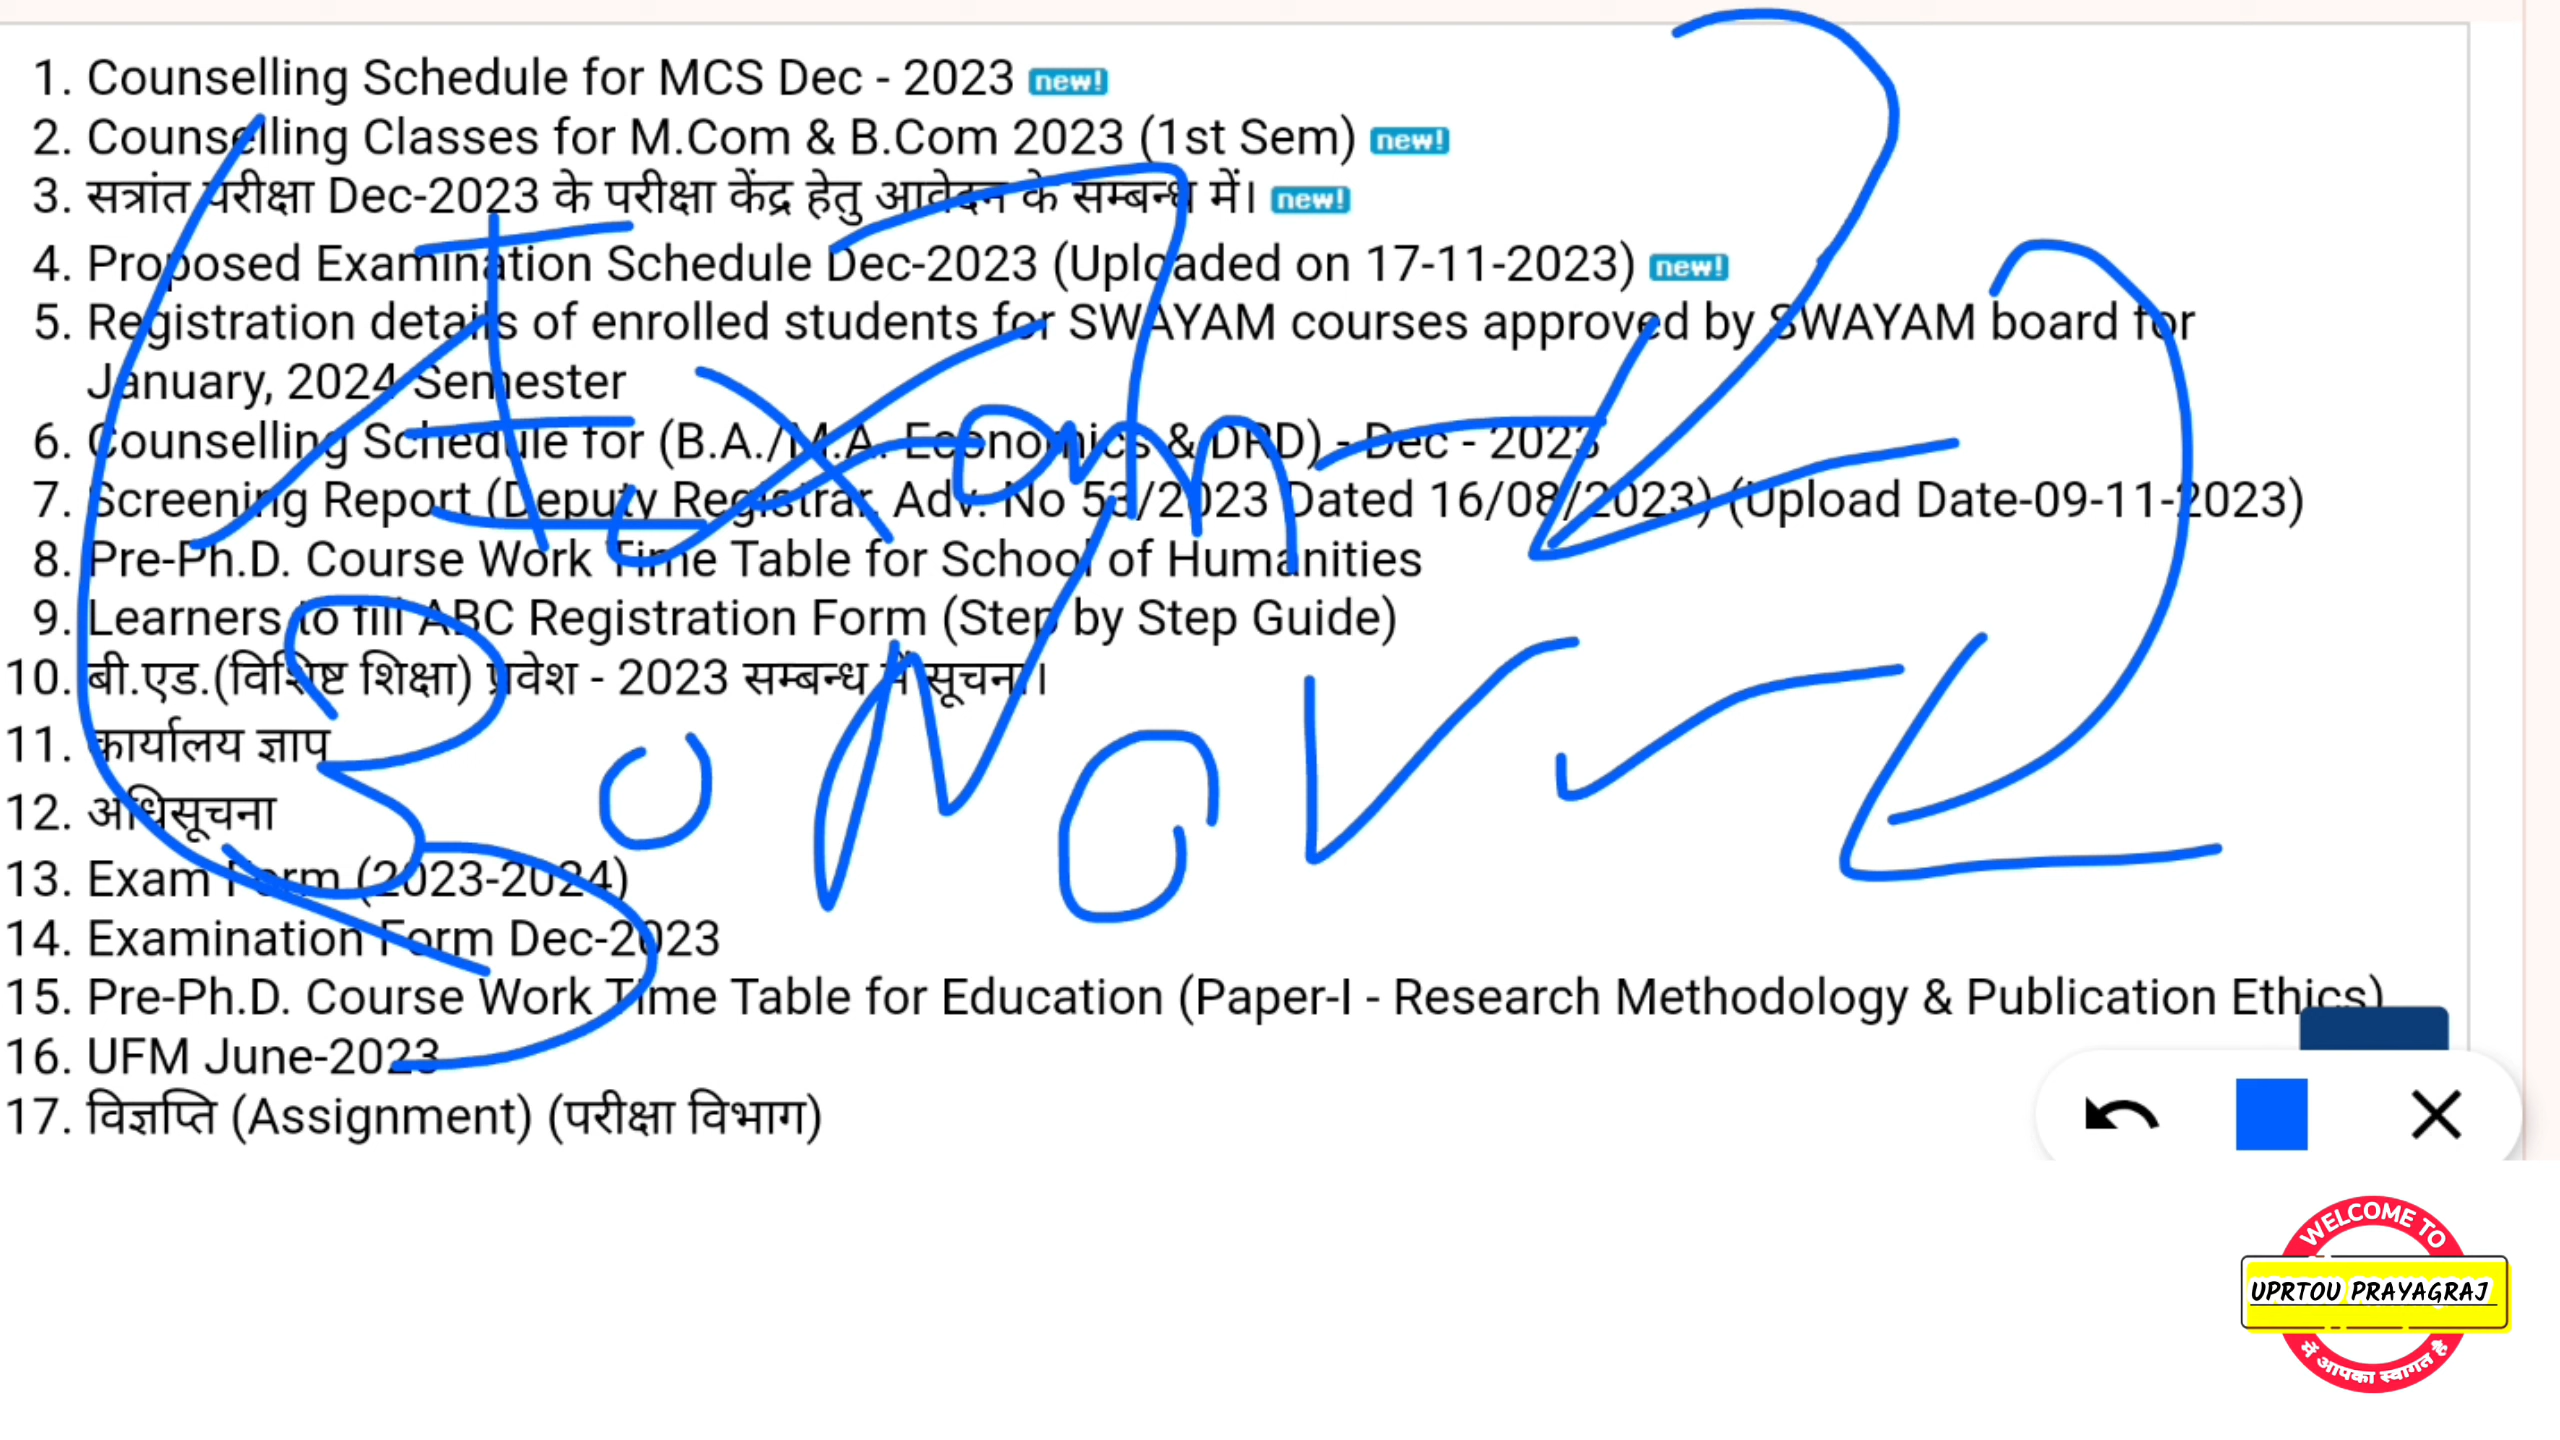 1. Counselling Schedule for MCS Dec - 2023 new!
2. Counselling Classes for M.Com & B.Com 2023 (1st Sem) new!
3. सत्रांत परीक्षा Dec-2023 के परीक्षा केंद्र हेतु आवेदन के सम्बन्ध में। new!
4. Proposed Examination Schedule Dec-2023 (Uploaded on 17-11-2023) new!
5. Registration details of enrolled students for SWAYAM courses approved by SWAYAM board for
January, 2024 Semester
6. Counselling Schedule for (B.A./M.A. Economics & DRD) - Dec - 2023
7. Screening Report (Deputy Registrar, Adv. No 53/2023 Dated 16/08/2023) (Upload Date-09-11-2023)
8. Pre-Ph.D. Course Work Time Table for School of Humanities
9. Learners to fill ABC Registration Form (Step by Step Guide)
10. बी.एड.(विशिष्ट शिक्षा) प्रवेश - 2023 सम्बन्ध में सूचना।
11. कार्यालय ज्ञाप
12. अधिसूचना
13. Exam Form (2023-2024)
14. Examination Form Dec-2023
15. Pre-Ph.D. Course Work Time Table for Education (Paper-I - Research Methodology & Publication Ethics)
16. UFM June-2023
17. विज्ञप्ति (Assignment) (परीक्षा विभाग)
Exam
30 Nov
WELCOME TO
UPRTOU PRAYAGRAJ
में आपका स्वागत है